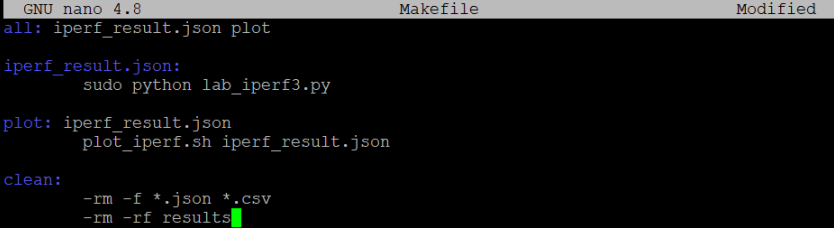 GNU nano 4.8 Makefile Modified
all: iperf_result.json plot
iperf_result.json:
sudo python lab_iperf3.py
plot: iperf_result.json
plot_iperf.sh iperf_result.json
clean:
-rm -f *.json *.csv
-rm -rf results